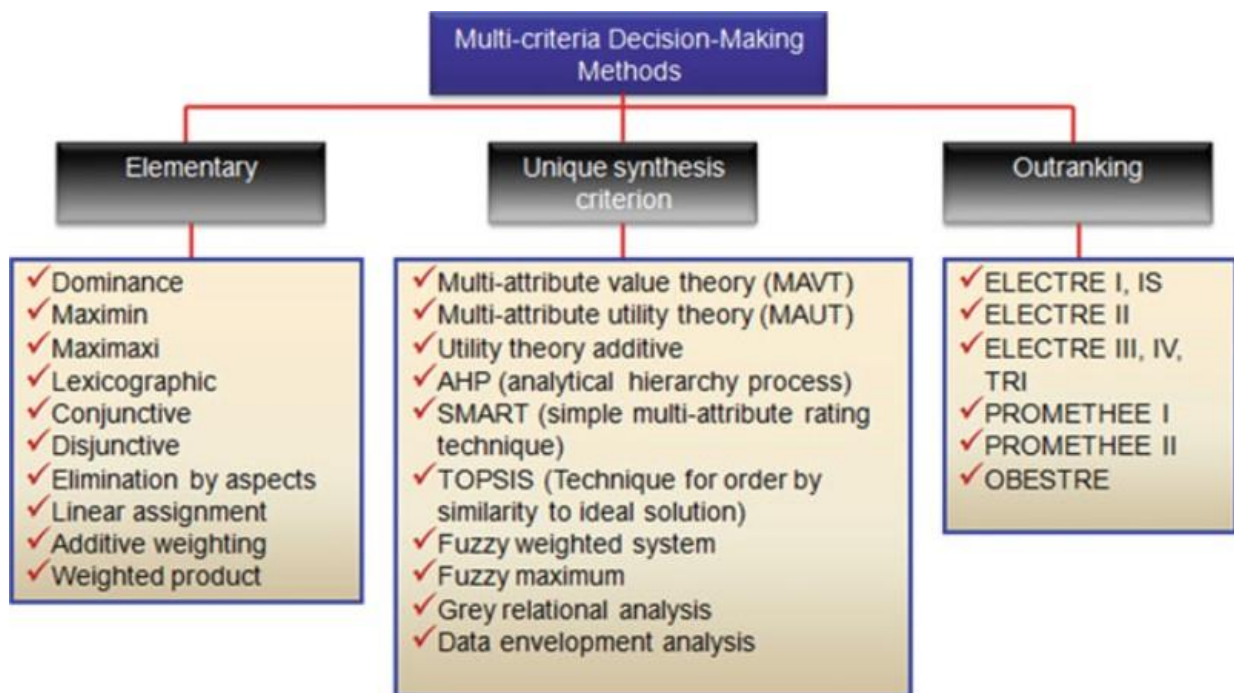 Multi-criteria Decision-Making
Methods
Elementary
Dominance
Maximin
Maximaxi
Lexicographic
Conjunctive
Disjunctive
Elimination by aspects
Linear assignment
Additive weighting
Weighted product
Unique synthesis
criterion
Multi-attribute value theory (MAVT)
Multi-attribute utility theory (MAUT)
Utility theory additive
AHP (analytical hierarchy process)
SMART (simple multi-attribute rating
technique)
TOPSIS (Technique for order by
similarity to ideal solution)
Fuzzy weighted system
Fuzzy maximum
Grey relational analysis
Data envelopment analysis
Outranking
ELECTRE I, IS
ELECTRE II
ELECTRE III, IV,
TRI
PROMETHEE I
PROMETHEE II
OBESTRE